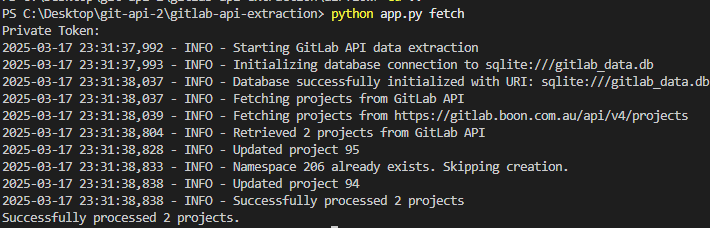 PS C:\Desktop\git-api-2\gitlab-api-extraction> python app.py fetch
Private Token:
2025-03-17 23:31:37,992 - INFO - Starting GitLab API data extraction
2025-03-17 23:31:37,993 - INFO - Initializing database connection to sqlite:///gitlab_data.db
2025-03-17 23:31:38,037 - INFO - Database successfully initialized with URI: sqlite:///gitlab_data.db
2025-03-17 23:31:38,037 - INFO - Fetching projects from GitLab API
2025-03-17 23:31:38,039 - INFO - Fetching projects from https://gitlab.boon.com.au/api/v4/projects
2025-03-17 23:31:38,804 - INFO - Retrieved 2 projects from GitLab API
2025-03-17 23:31:38,828 - INFO - Updated project 95
2025-03-17 23:31:38,833 - INFO - Namespace 206 already exists. Skipping creation.
2025-03-17 23:31:38,838 - INFO - Updated project 94
2025-03-17 23:31:38,838 - INFO - Successfully processed 2 projects
Successfully processed 2 projects.